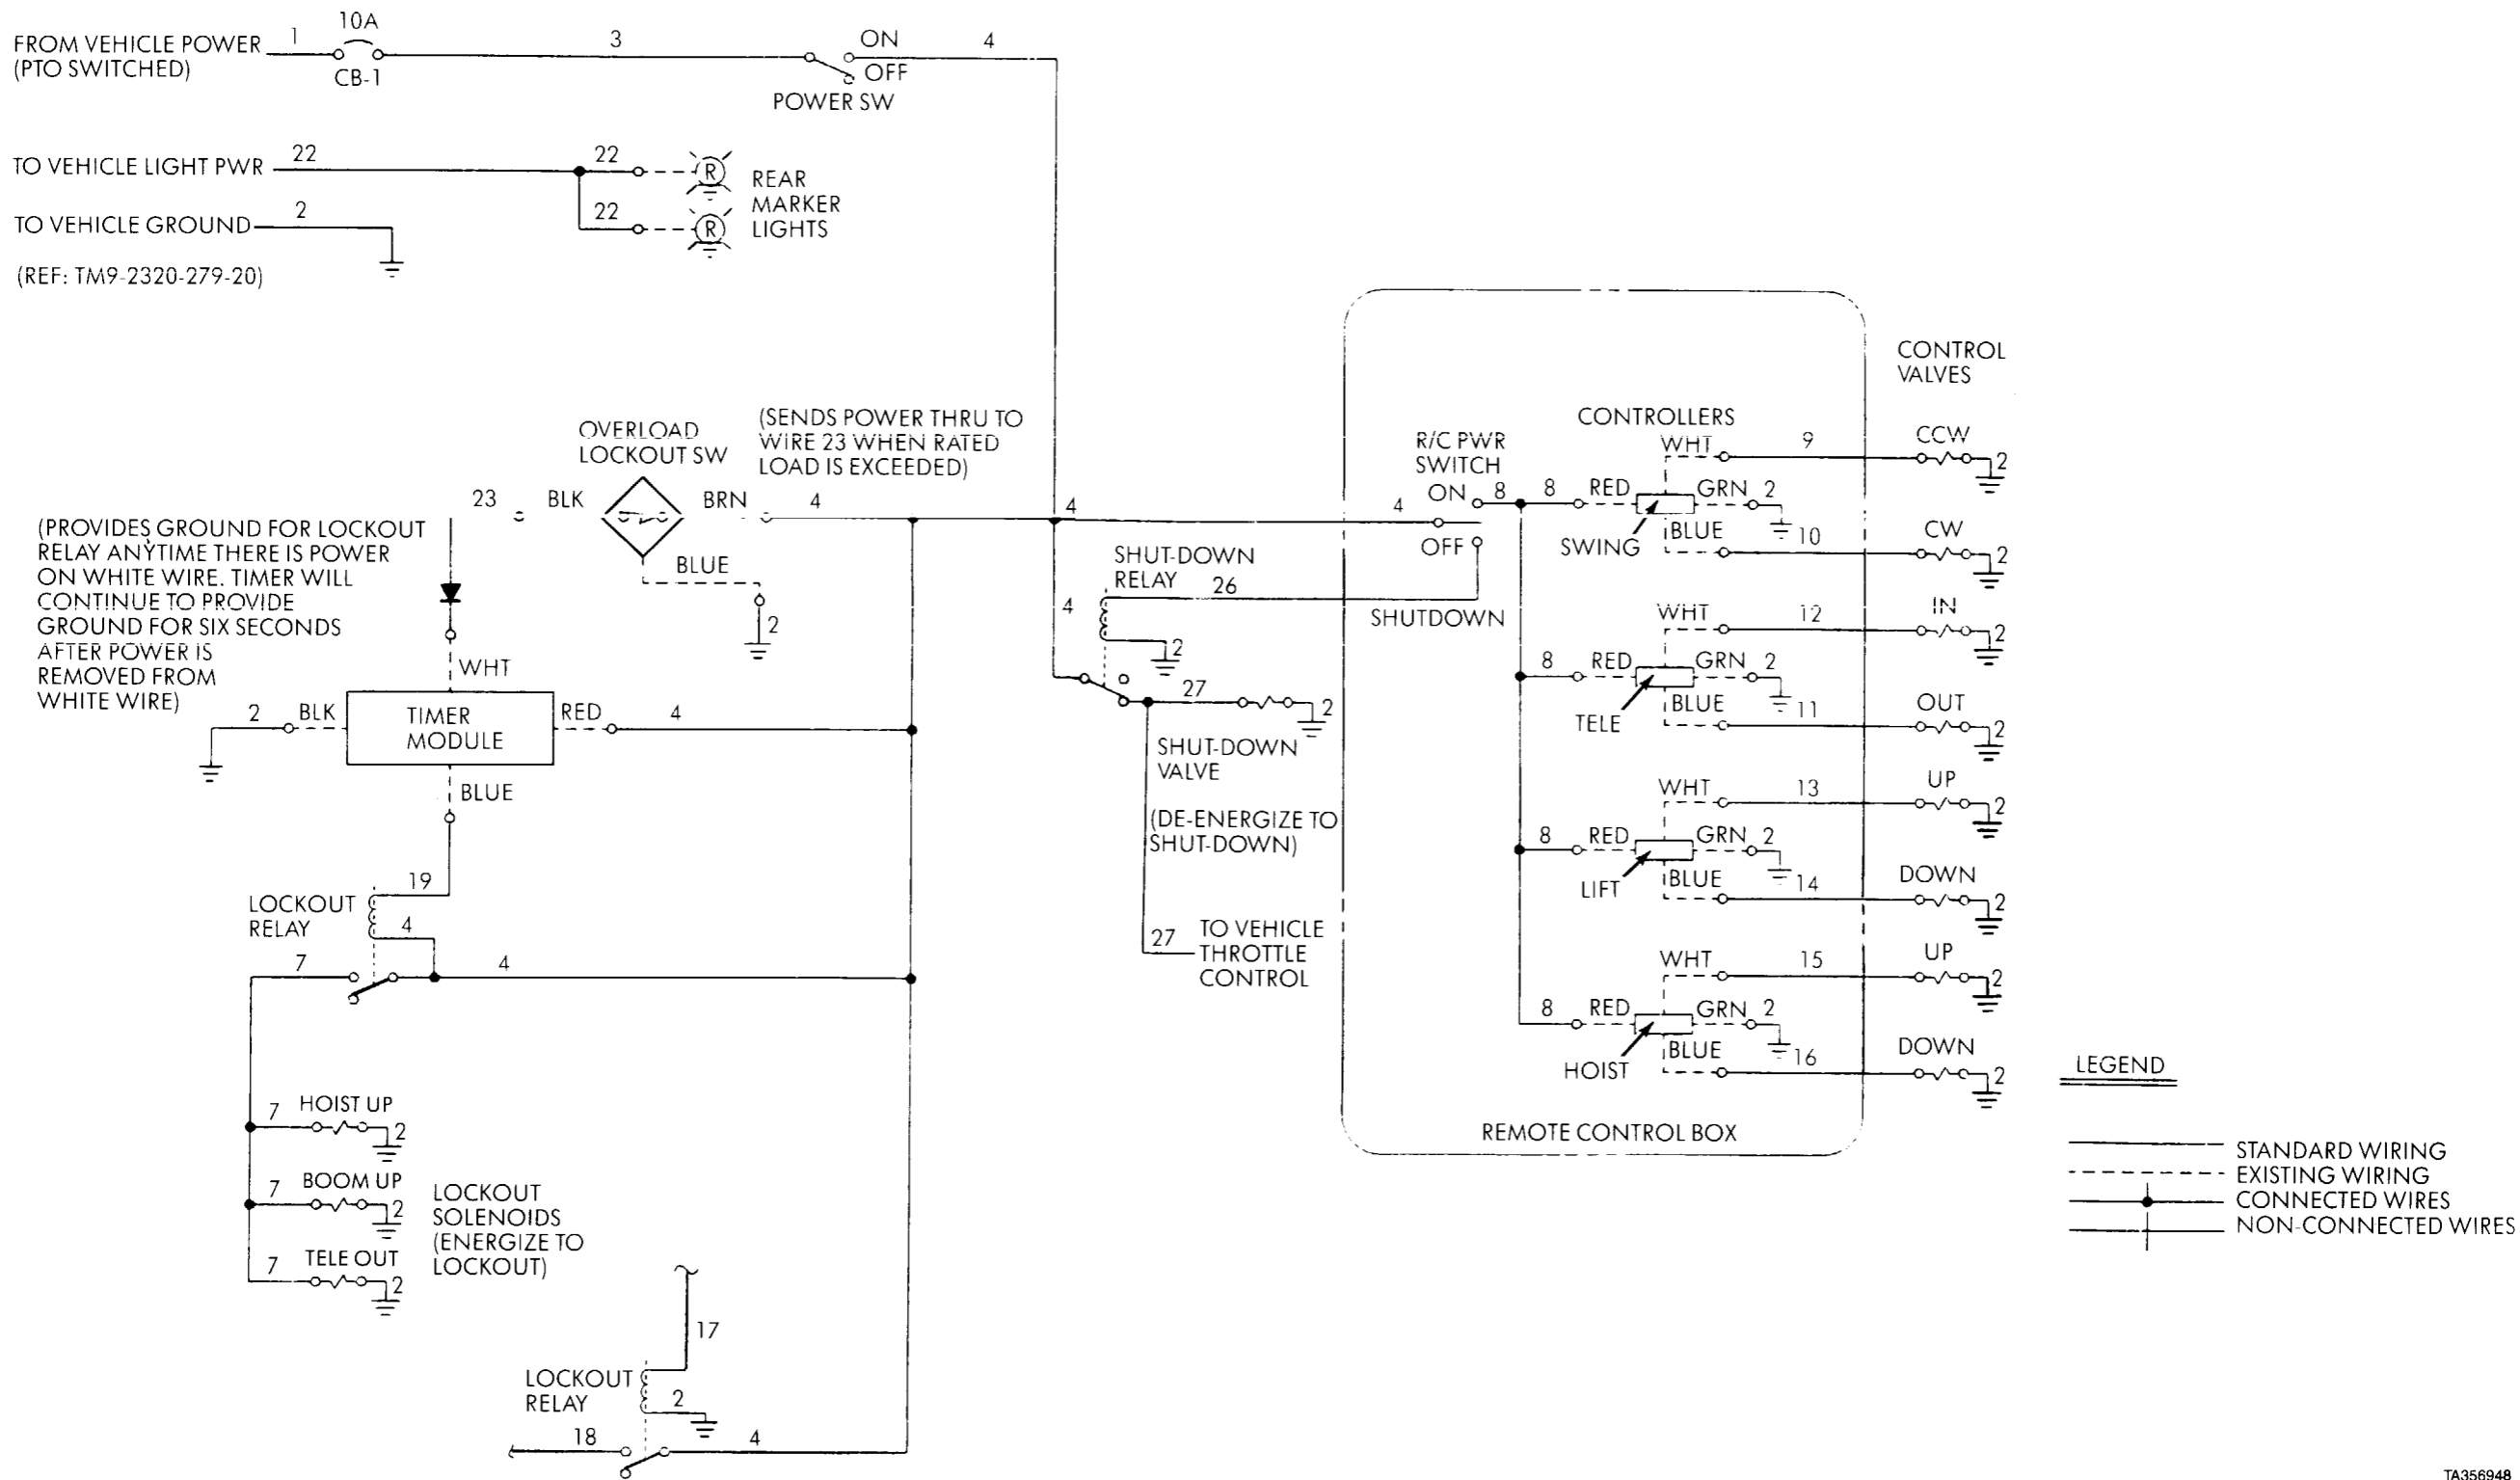 10A
FROM VEHICLE POWER
(PTO SWITCHED)
1
CB-1
3
ON
OFF
POWER SW
4
TO VEHICLE LIGHT PWR
22
22
22
R
R
REAR
MARKER
LIGHTS
TO VEHICLE GROUND
2
(REF: TM9-2320-279-20)
OVERLOAD
LOCKOUT SW
(SENDS POWER THRU TO
WIRE 23 WHEN RATED
LOAD IS EXCEEDED)
23
BLK
BRN
4
BLUE
2
(PROVIDES GROUND FOR LOCKOUT
RELAY ANYTIME THERE IS POWER
ON WHITE WIRE. TIMER WILL
CONTINUE TO PROVIDE
GROUND FOR SIX SECONDS
AFTER POWER IS
REMOVED FROM
WHITE WIRE)
WHT
2
BLK
TIMER
MODULE
RED
4
BLUE
19
LOCKOUT
RELAY
4
7
4
7
HOIST UP
2
7
BOOM UP
2
7
TELE OUT
2
LOCKOUT
SOLENOIDS
(ENERGIZE TO
LOCKOUT)
17
LOCKOUT
RELAY
2
18
4
4
4
SHUT-DOWN
RELAY
26
2
27
2
SHUT-DOWN
VALVE
(DE-ENERGIZE TO
SHUT-DOWN)
27
TO VEHICLE
THROTTLE
CONTROL
R/C PWR
SWITCH
4
ON
OFF
SHUTDOWN
8
CONTROLLERS
CONTROL
VALVES
WHT
9
CCW
2
8
RED
GRN
2
SWING
BLUE
10
CW
2
WHT
12
IN
2
8
RED
GRN
2
TELE
BLUE
11
OUT
2
WHT
13
UP
2
8
RED
GRN
2
LIFT
BLUE
14
DOWN
2
WHT
15
UP
2
8
RED
GRN
2
HOIST
BLUE
16
DOWN
2
REMOTE CONTROL BOX
LEGEND
STANDARD WIRING
EXISTING WIRING
CONNECTED WIRES
NON-CONNECTED WIRES
TA356948